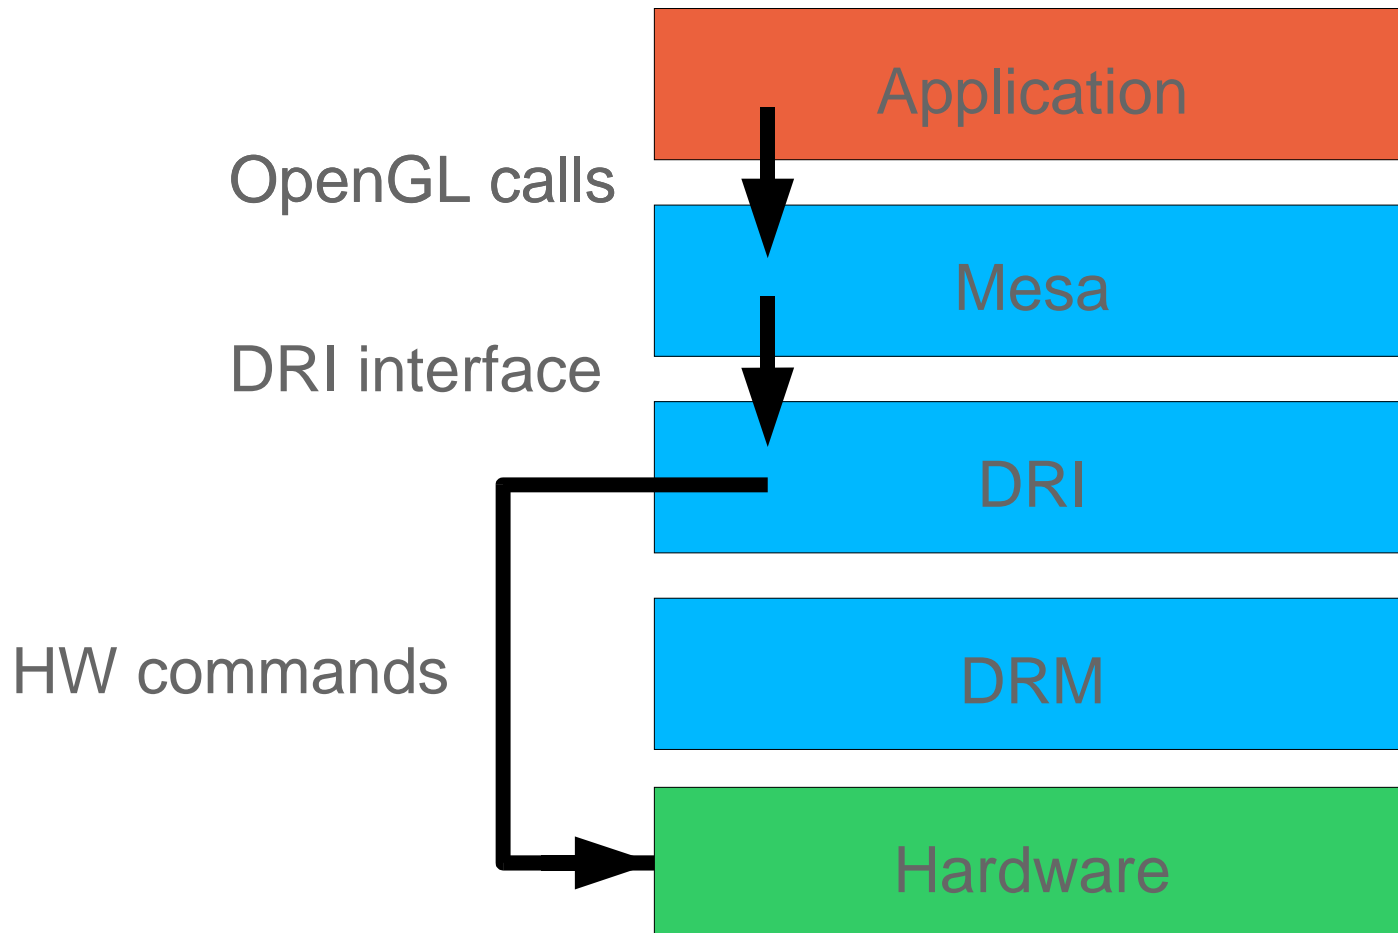 Application
OpenGL calls
Mesa
DRI interface
DRI
HW commands
DRM
Hardware